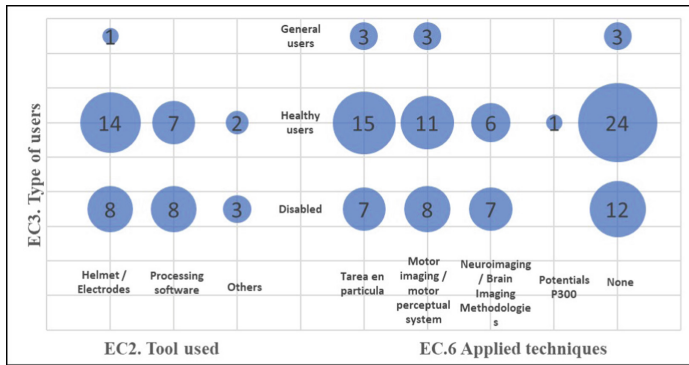 1
General
users
3
3
3
14
7
2
Healthy
users
15
11
6
1
24
8
8
3
Disabled
7
8
7
12
EC3. Type of users
Helmet /
Electrodes
Processing
software
Others
Tarea en
particula
Motor
imaging /
motor
perceptual
system
Neuroimaging
/ Brain
Imaging
Methodologie
s
Potentials
P300
None
EC2. Tool used
EC.6 Applied techniques